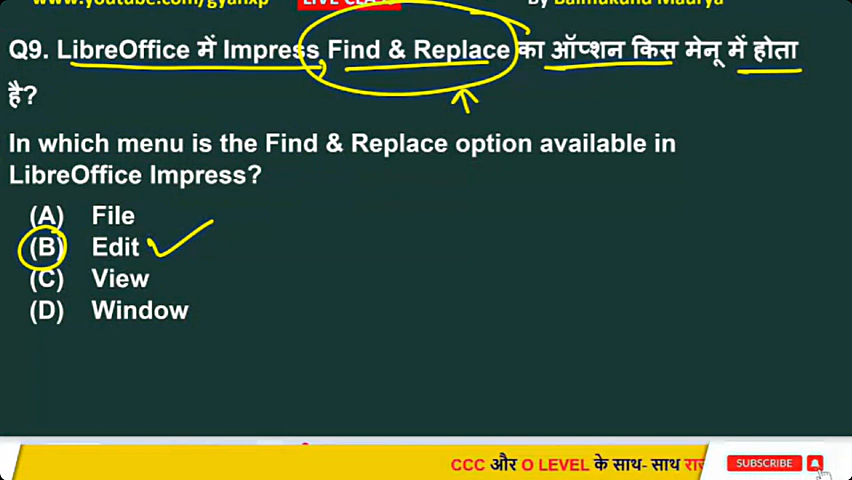 www.youtube.com/gyanxp LIVE CLASS By Balmukund Maurya
Q9. LibreOffice में Impress Find & Replace का ऑप्शन किस मेनू में होता
है?
In which menu is the Find & Replace option available in
LibreOffice Impress?
(A) File
(B) Edit
(C) View
(D) Window
CCC और O LEVEL के साथ- साथ
SUBSCRIBE